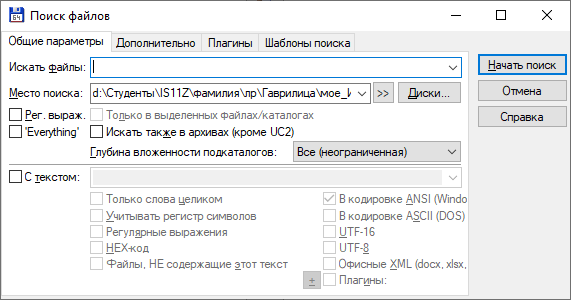 64
Поиск файлов
Общие параметры Дополнительно Плагины Шаблоны поиска
Искать файлы: Начать поиск
Место поиска: d:\Студенты\IS11Z\фамилия\пр\Гаврилица\мое_И >> Диски... Отмена
Рег. выраж. Только в выделенных файлах/каталогах Справка
'Everything' Искать также в архивах (кроме UC2)
Глубина вложенности подкаталогов: Все (неограниченная)
С текстом:
Только слова целиком В кодировке ANSI (Windo
Учитывать регистр символов В кодировке ASCII (DOS)
Регулярные выражения UTF-16
HEX-код UTF-8
Файлы, НЕ содержащие этот текст Офисные XML (docx, xlsx,
± Плагины: